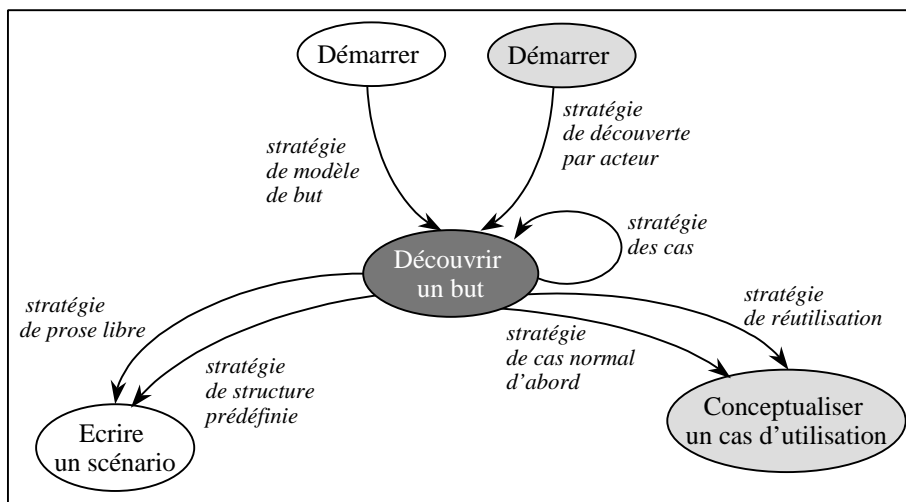 Démarrer
Démarrer
stratégie
de modèle
de but
stratégie
de découverte
par acteur
Découvrir
un but
stratégie
des cas
stratégie
de prose libre
stratégie
de structure
prédéfinie
stratégie
de cas normal
d’abord
stratégie
de réutilisation
Ecrire
un scénario
Conceptualiser
un cas d’utilisation